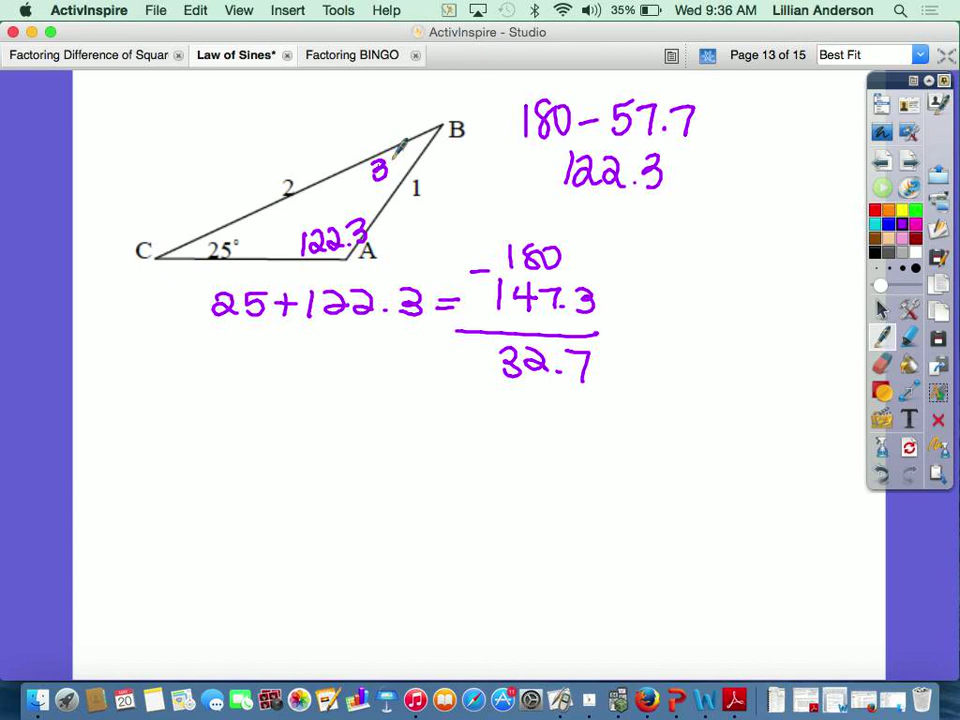 ActivInspire File Edit View Insert Tools Help 35% Wed 9:36 AM Lillian Anderson
ActivInspire - Studio
Factoring Difference of Squar Law of Sines* Factoring BINGO Page 13 of 15 Best Fit
180 - 57.7
122.3
B
3
2
1
C 25° 122.3 A
180
25 + 122.3 = - 147.3
32.7